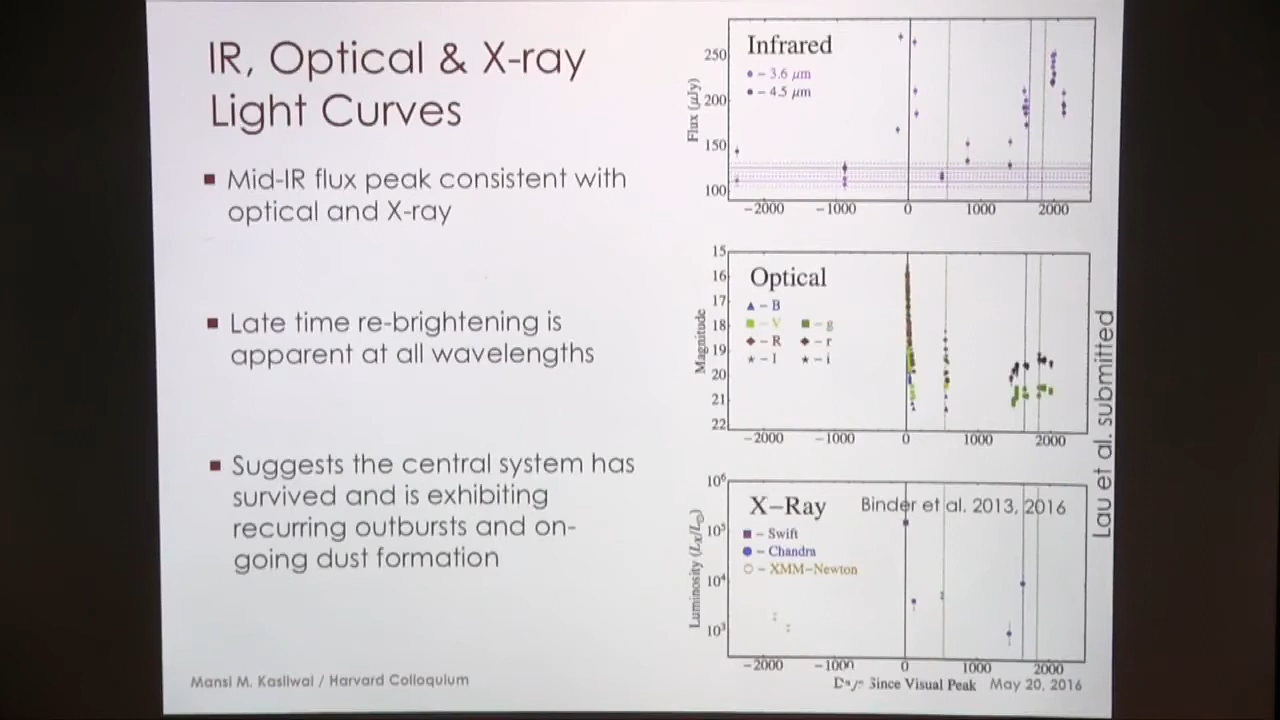 IR, Optical & X-ray
Light Curves
Mid-IR flux peak consistent with
optical and X-ray
Late time re-brightening is
apparent at all wavelengths
Suggests the central system has
survived and is exhibiting
recurring outbursts and on-
going dust formation
Mansi M. Kasliwal / Harvard Colloquium
Infrared
– 3.6 μm
– 4.5 μm
Flux (μJy)
250
200
150
100
−2000 −1000 0 1000 2000
Optical
– B
– V – g
– R – r
– I – i
Magnitude
15
16
17
18
19
20
21
22
−2000 −1000 0 1000 2000
X−Ray
Binder et al. 2013, 2016
– Swift
– Chandra
– XMM−Newton
Luminosity (Lx/L⊙)
10⁶
10⁵
10⁴
10³
−2000 −1000 0 1000 2000
Days Since Visual Peak
May 20, 2016
Lau et al. submitted